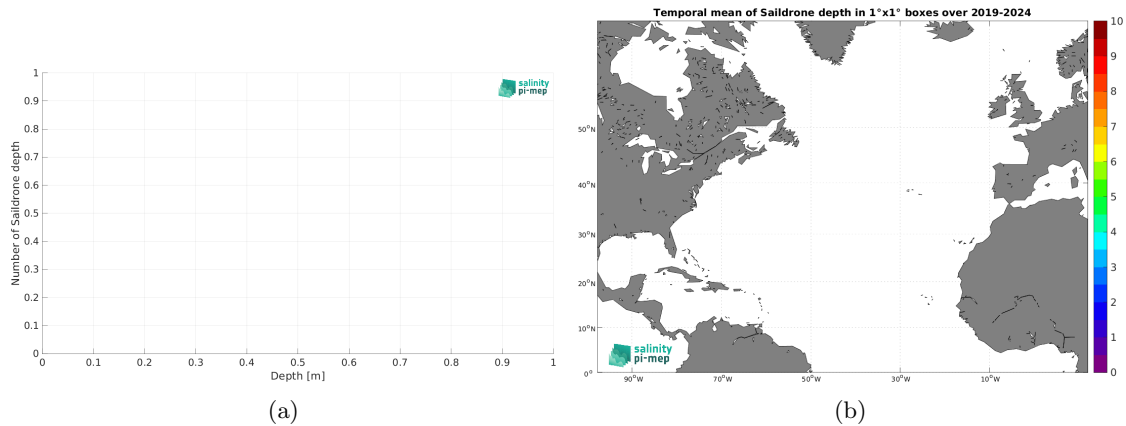 Temporal mean of Saildrone depth in 1°x1° boxes over 2019-2024
1
0.9
0.8
0.7
0.6
0.5
0.4
0.3
0.2
0.1
0
Number of Saildrone depth
salinity
pi-mep
0 0.1 0.2 0.3 0.4 0.5 0.6 0.7 0.8 0.9 1
Depth [m]
(a)
50°N
40°N
30°N
20°N
10°N
0°
salinity
pi-mep
90°W 70°W 50°W 30°W 10°W
10
9
8
7
6
5
4
3
2
1
0
(b)